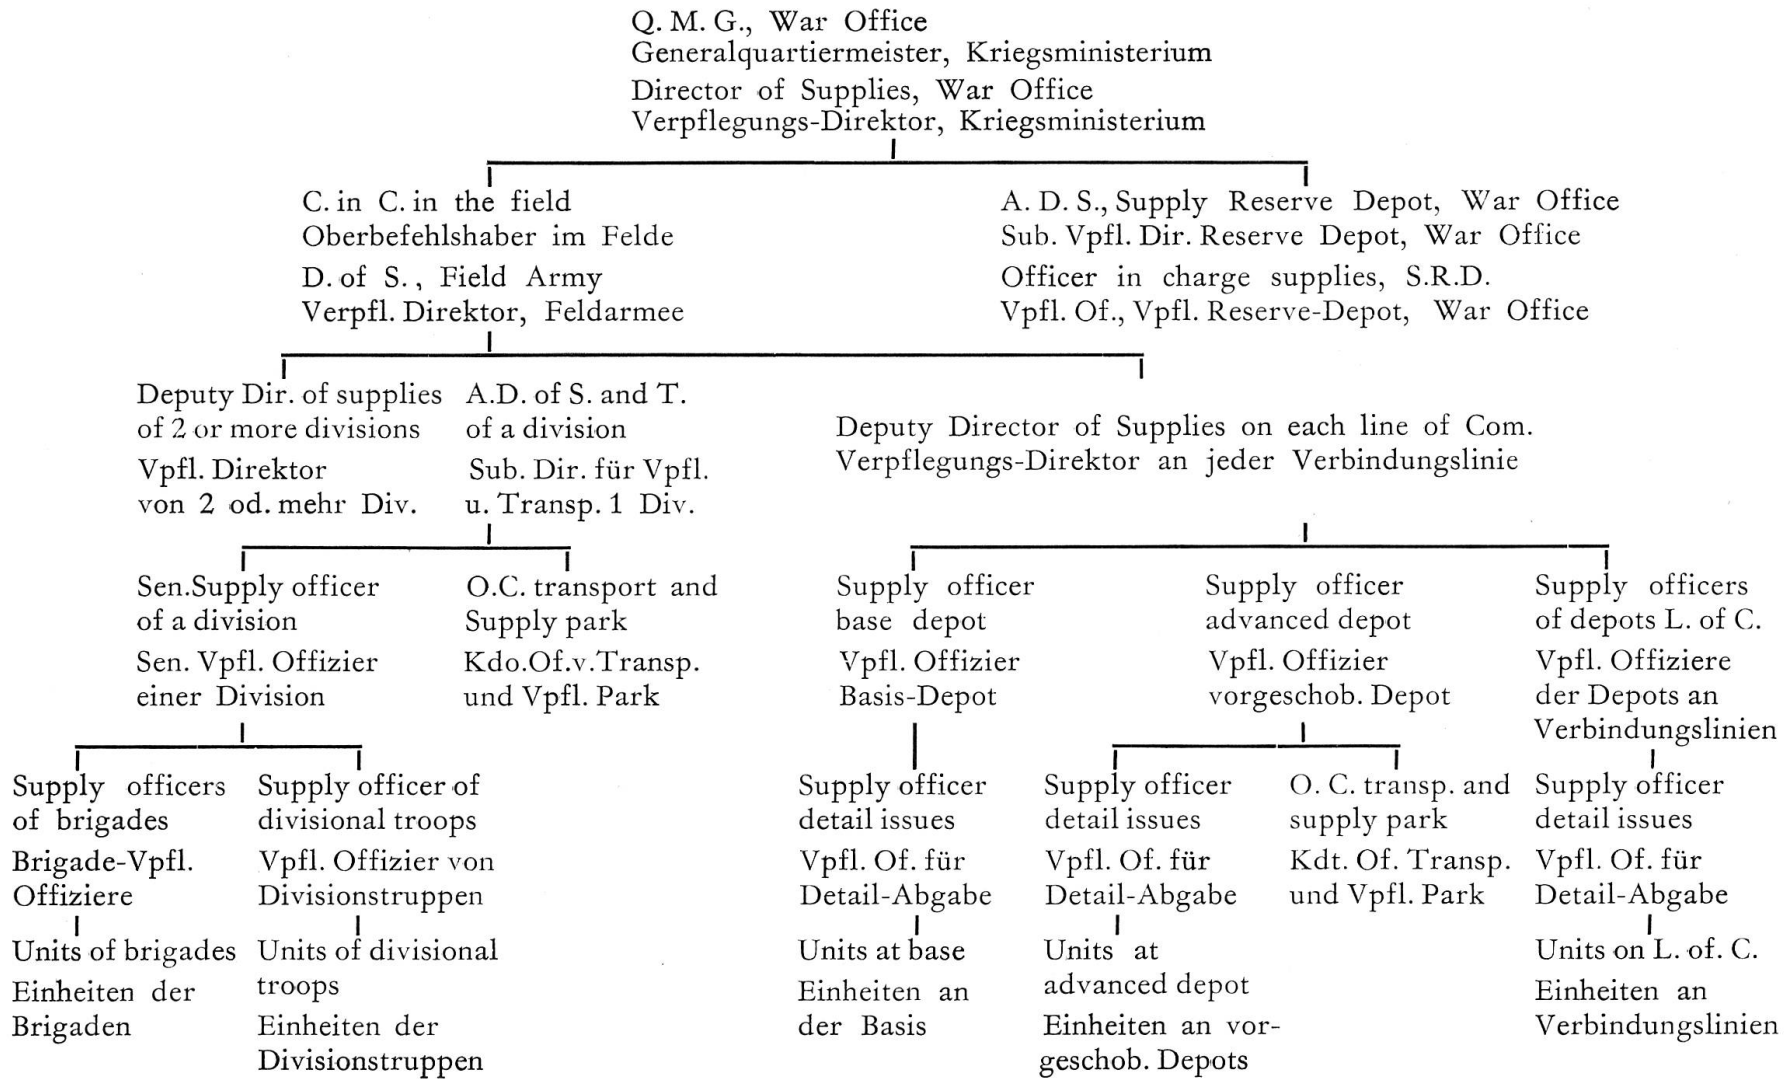 Q. M. G., War Office
Generalquartiermeister, Kriegsministerium
Director of Supplies, War Office
Verpflegungs-Direktor, Kriegsministerium
C. in C. in the field
Oberbefehlshaber im Felde
D. of S., Field Army
Verpfl. Direktor, Feldarmee
A. D. S., Supply Reserve Depot, War Office
Sub. Vpfl. Dir. Reserve Depot, War Office
Officer in charge supplies, S.R.D.
Vpfl. Of., Vpfl. Reserve-Depot, War Office
Deputy Dir. of supplies
of 2 or more divisions
Vpfl. Direktor
von 2 od. mehr Div.
A.D. of S. and T.
of a division
Sub. Dir. für Vpfl.
u. Transp. 1 Div.
Deputy Director of Supplies on each line of Com.
Verpflegungs-Direktor an jeder Verbindungslinie
Sen.Supply officer
of a division
Sen. Vpfl. Offizier
einer Division
O.C. transport and
Supply park
Kdo.Of.v.Transp.
und Vpfl. Park
Supply officer
base depot
Vpfl. Offizier
Basis-Depot
Supply officer
advanced depot
Vpfl. Offizier
vorgeschob. Depot
Supply officers
of depots L. of C.
Vpfl. Offiziere
der Depots an
Verbindungslinien
Supply officers
of brigades
Brigade-Vpfl.
Offiziere
Supply officer of
divisional troops
Vpfl. Offizier von
Divisionstruppen
Supply officer
detail issues
Vpfl. Of. für
Detail-Abgabe
Supply officer
detail issues
Vpfl. Of. für
Detail-Abgabe
O. C. transp. and
supply park
Kdt. Of. Transp.
und Vpfl. Park
Supply officer
detail issues
Vpfl. Of. für
Detail-Abgabe
Units of brigades
Einheiten der
Brigaden
Units of divisional
troops
Einheiten der
Divisionstruppen
Units at base
Einheiten an
der Basis
Units at
advanced depot
Einheiten an vor-
geschob. Depots
Units on L. of. C.
Einheiten an
Verbindungslinien